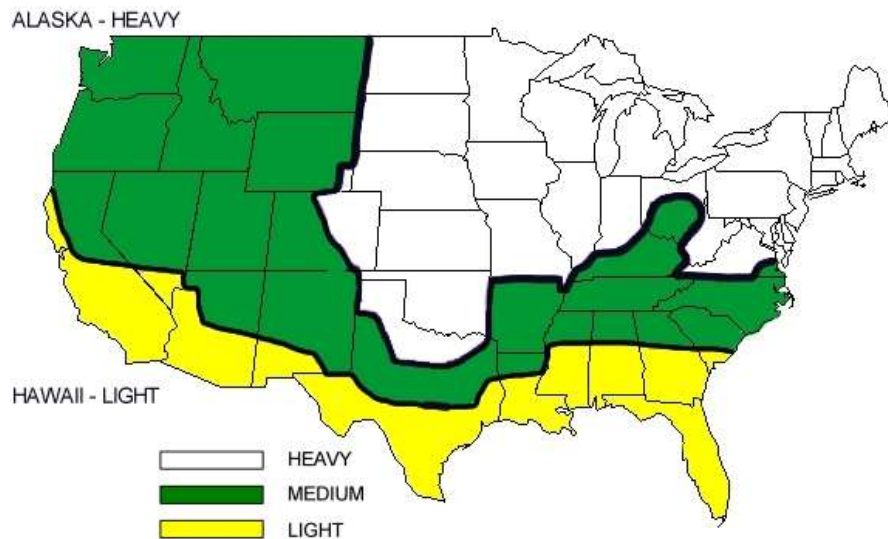 ALASKA - HEAVY
HAWAII - LIGHT
HEAVY
MEDIUM
LIGHT